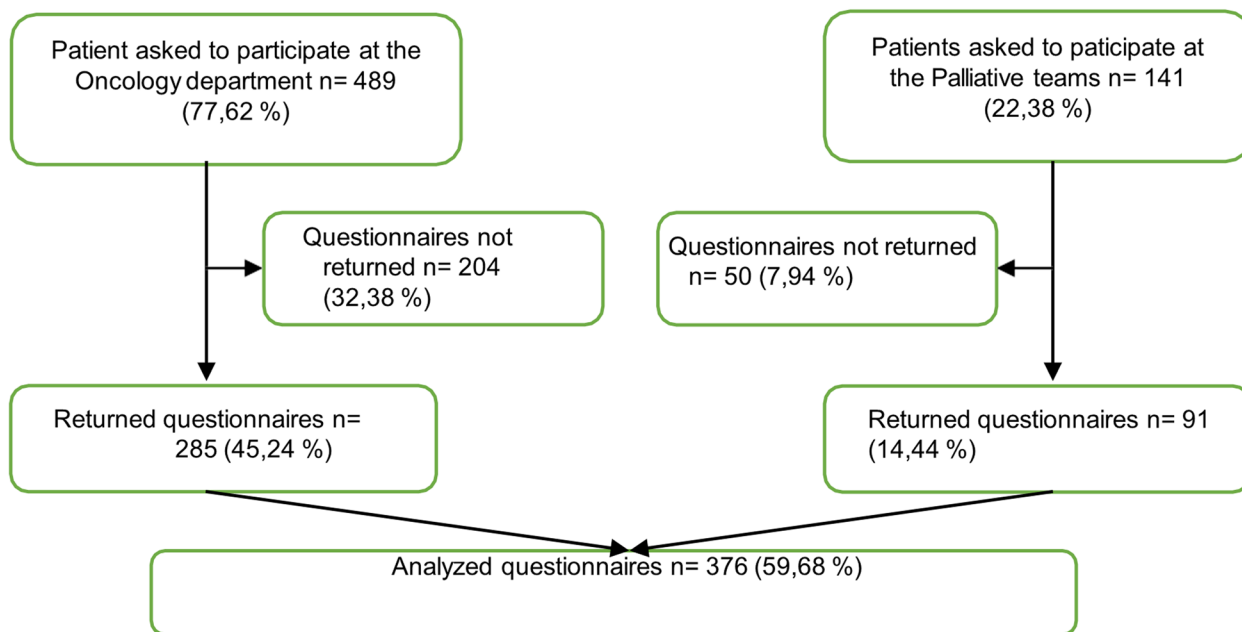 Patient asked to participate at the
Oncology department n= 489
(77,62 %)
Patients asked to paticipate at
the Palliative teams n= 141
(22,38 %)
Questionnaires not
returned n= 204
(32,38 %)
Questionnaires not returned
n= 50 (7,94 %)
Returned questionnaires n=
285 (45,24 %)
Returned questionnaires n= 91
(14,44 %)
Analyzed questionnaires n= 376 (59,68 %)